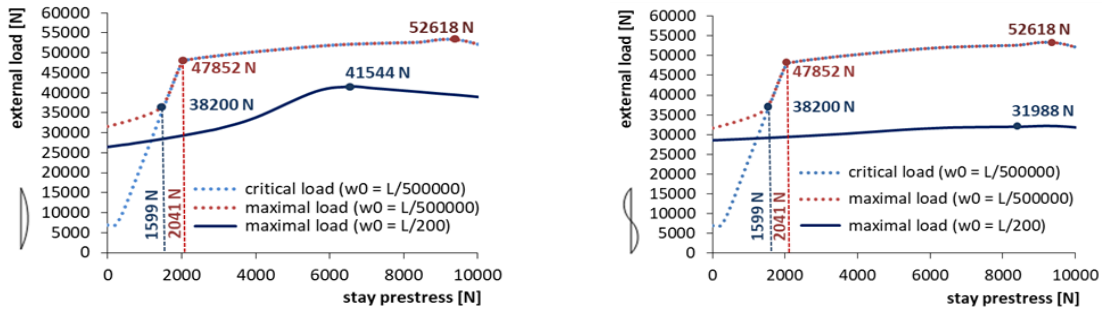 external load [N]
60000
55000
50000
45000
40000
35000
30000
25000
20000
15000
10000
5000
0
52618 N
47852 N
41544 N
38200 N
1599 N
2041 N
critical load (w0 = L/500000)
maximal load (w0 = L/500000)
maximal load (w0 = L/200)
0 2000 4000 6000 8000 10000
stay prestress [N]
external load [N]
60000
55000
50000
45000
40000
35000
30000
25000
20000
15000
10000
5000
0
52618 N
47852 N
38200 N
31988 N
1599 N
2041 N
critical load (w0 = L/500000)
maximal load (w0 = L/500000)
maximal load (w0 = L/200)
0 2000 4000 6000 8000 10000
stay prestress [N]